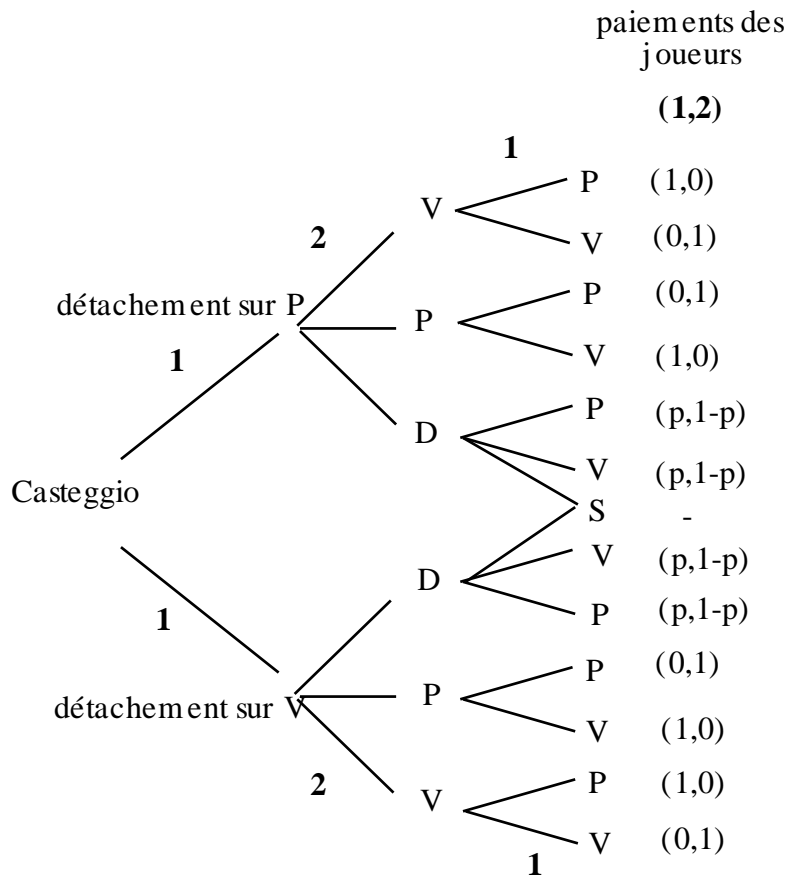 paiements des
joueurs
(1,2)
1
P (1,0)
V
2
V (0,1)
détachement sur P
P (0,1)
P
V (1,0)
1
P (p,1-p)
D
V (p,1-p)
Casteggio
S -
V (p,1-p)
D
P (p,1-p)
1
P (0,1)
détachement sur V
P
V (1,0)
2
P (1,0)
V
V (0,1)
1